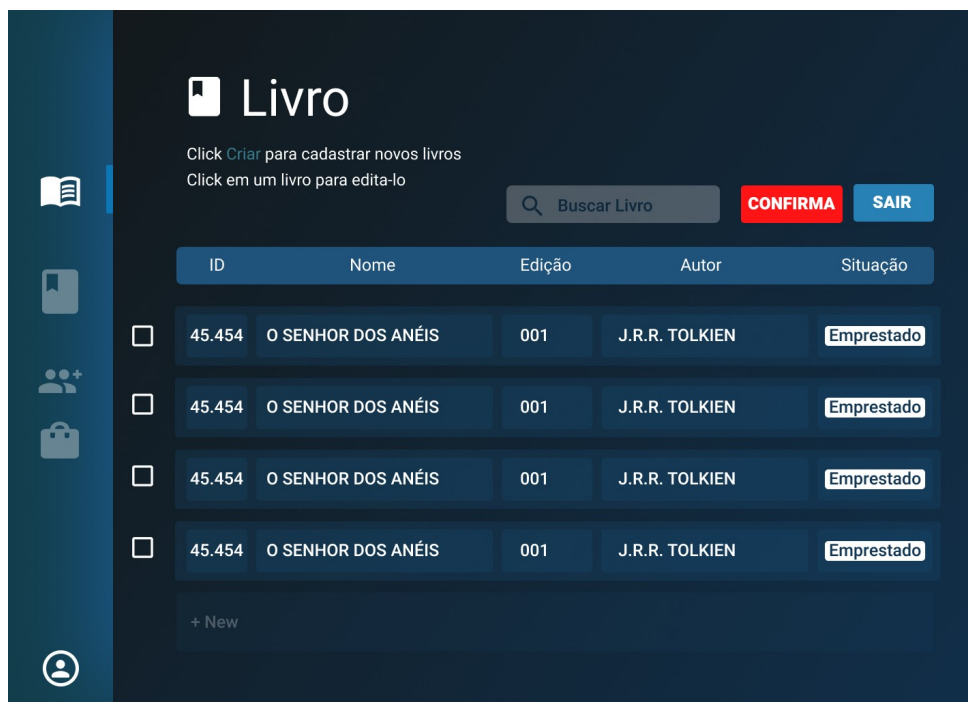 Livro
Click Criar para cadastrar novos livros
Click em um livro para edita-lo
Buscar Livro CONFIRMA SAIR
ID Nome Edição Autor Situação
45.454 O SENHOR DOS ANÉIS 001 J.R.R. TOLKIEN Emprestado
45.454 O SENHOR DOS ANÉIS 001 J.R.R. TOLKIEN Emprestado
45.454 O SENHOR DOS ANÉIS 001 J.R.R. TOLKIEN Emprestado
45.454 O SENHOR DOS ANÉIS 001 J.R.R. TOLKIEN Emprestado
+ New